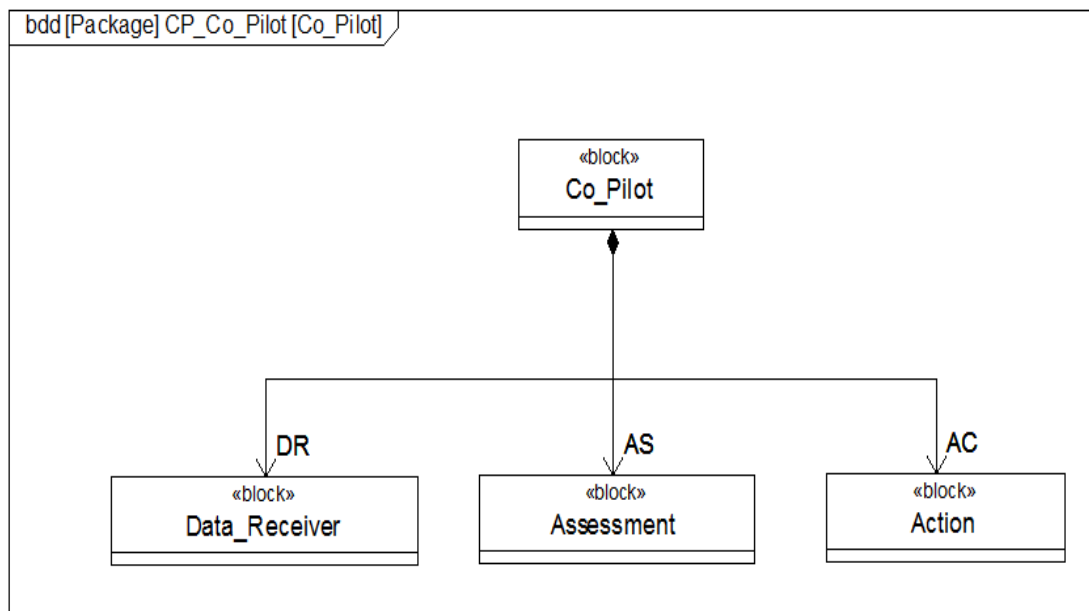 bdd [Package] CP_Co_Pilot [Co_Pilot]
«block»
Co_Pilot
DR
AS
AC
«block»
Data_Receiver
«block»
Assessment
«block»
Action